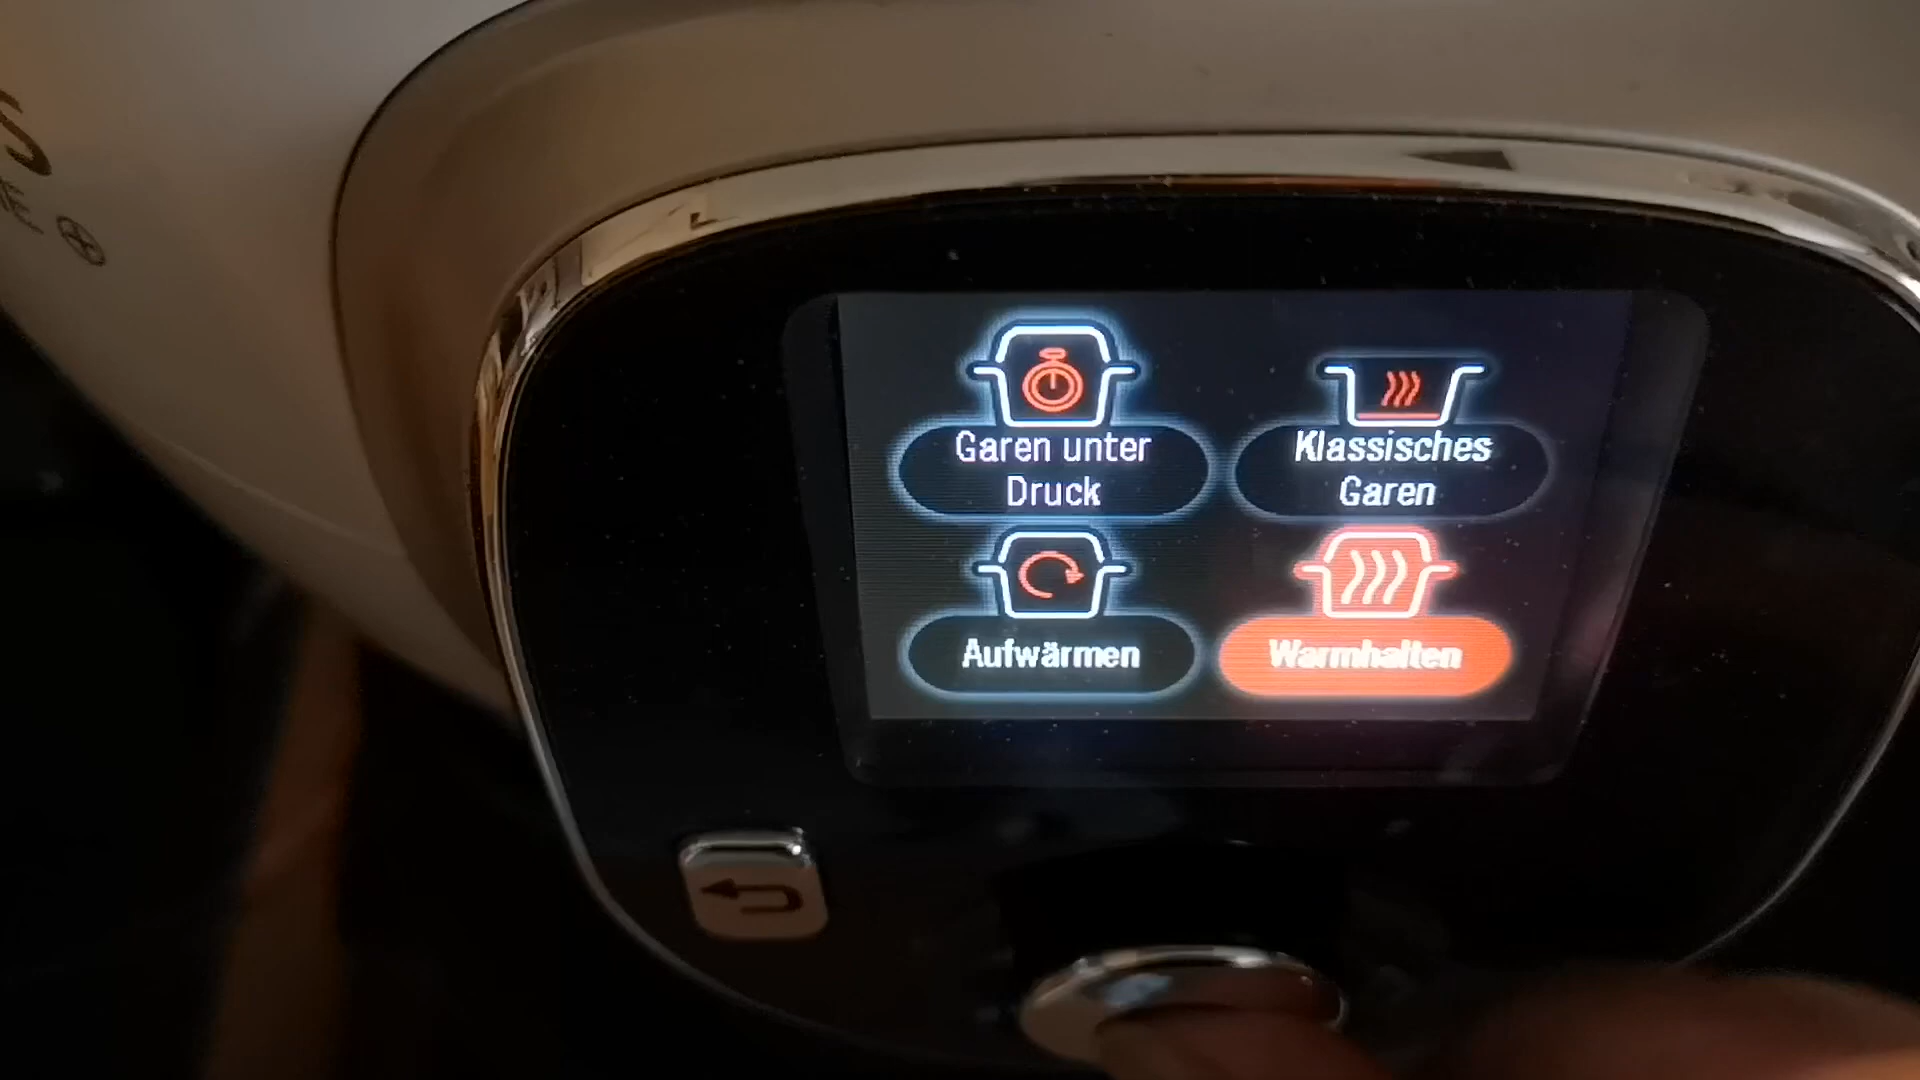 Garen unter
Druck
Klassisches
Garen
Aufwärmen
Warmhalten